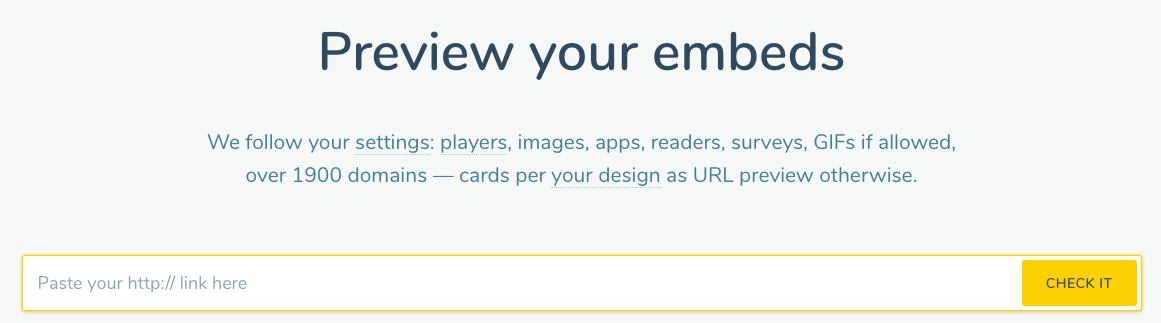 Preview your embeds
We follow your settings: players, images, apps, readers, surveys, GIFs if allowed,
over 1900 domains — cards per your design as URL preview otherwise.
Paste your http:// link here
CHECK IT